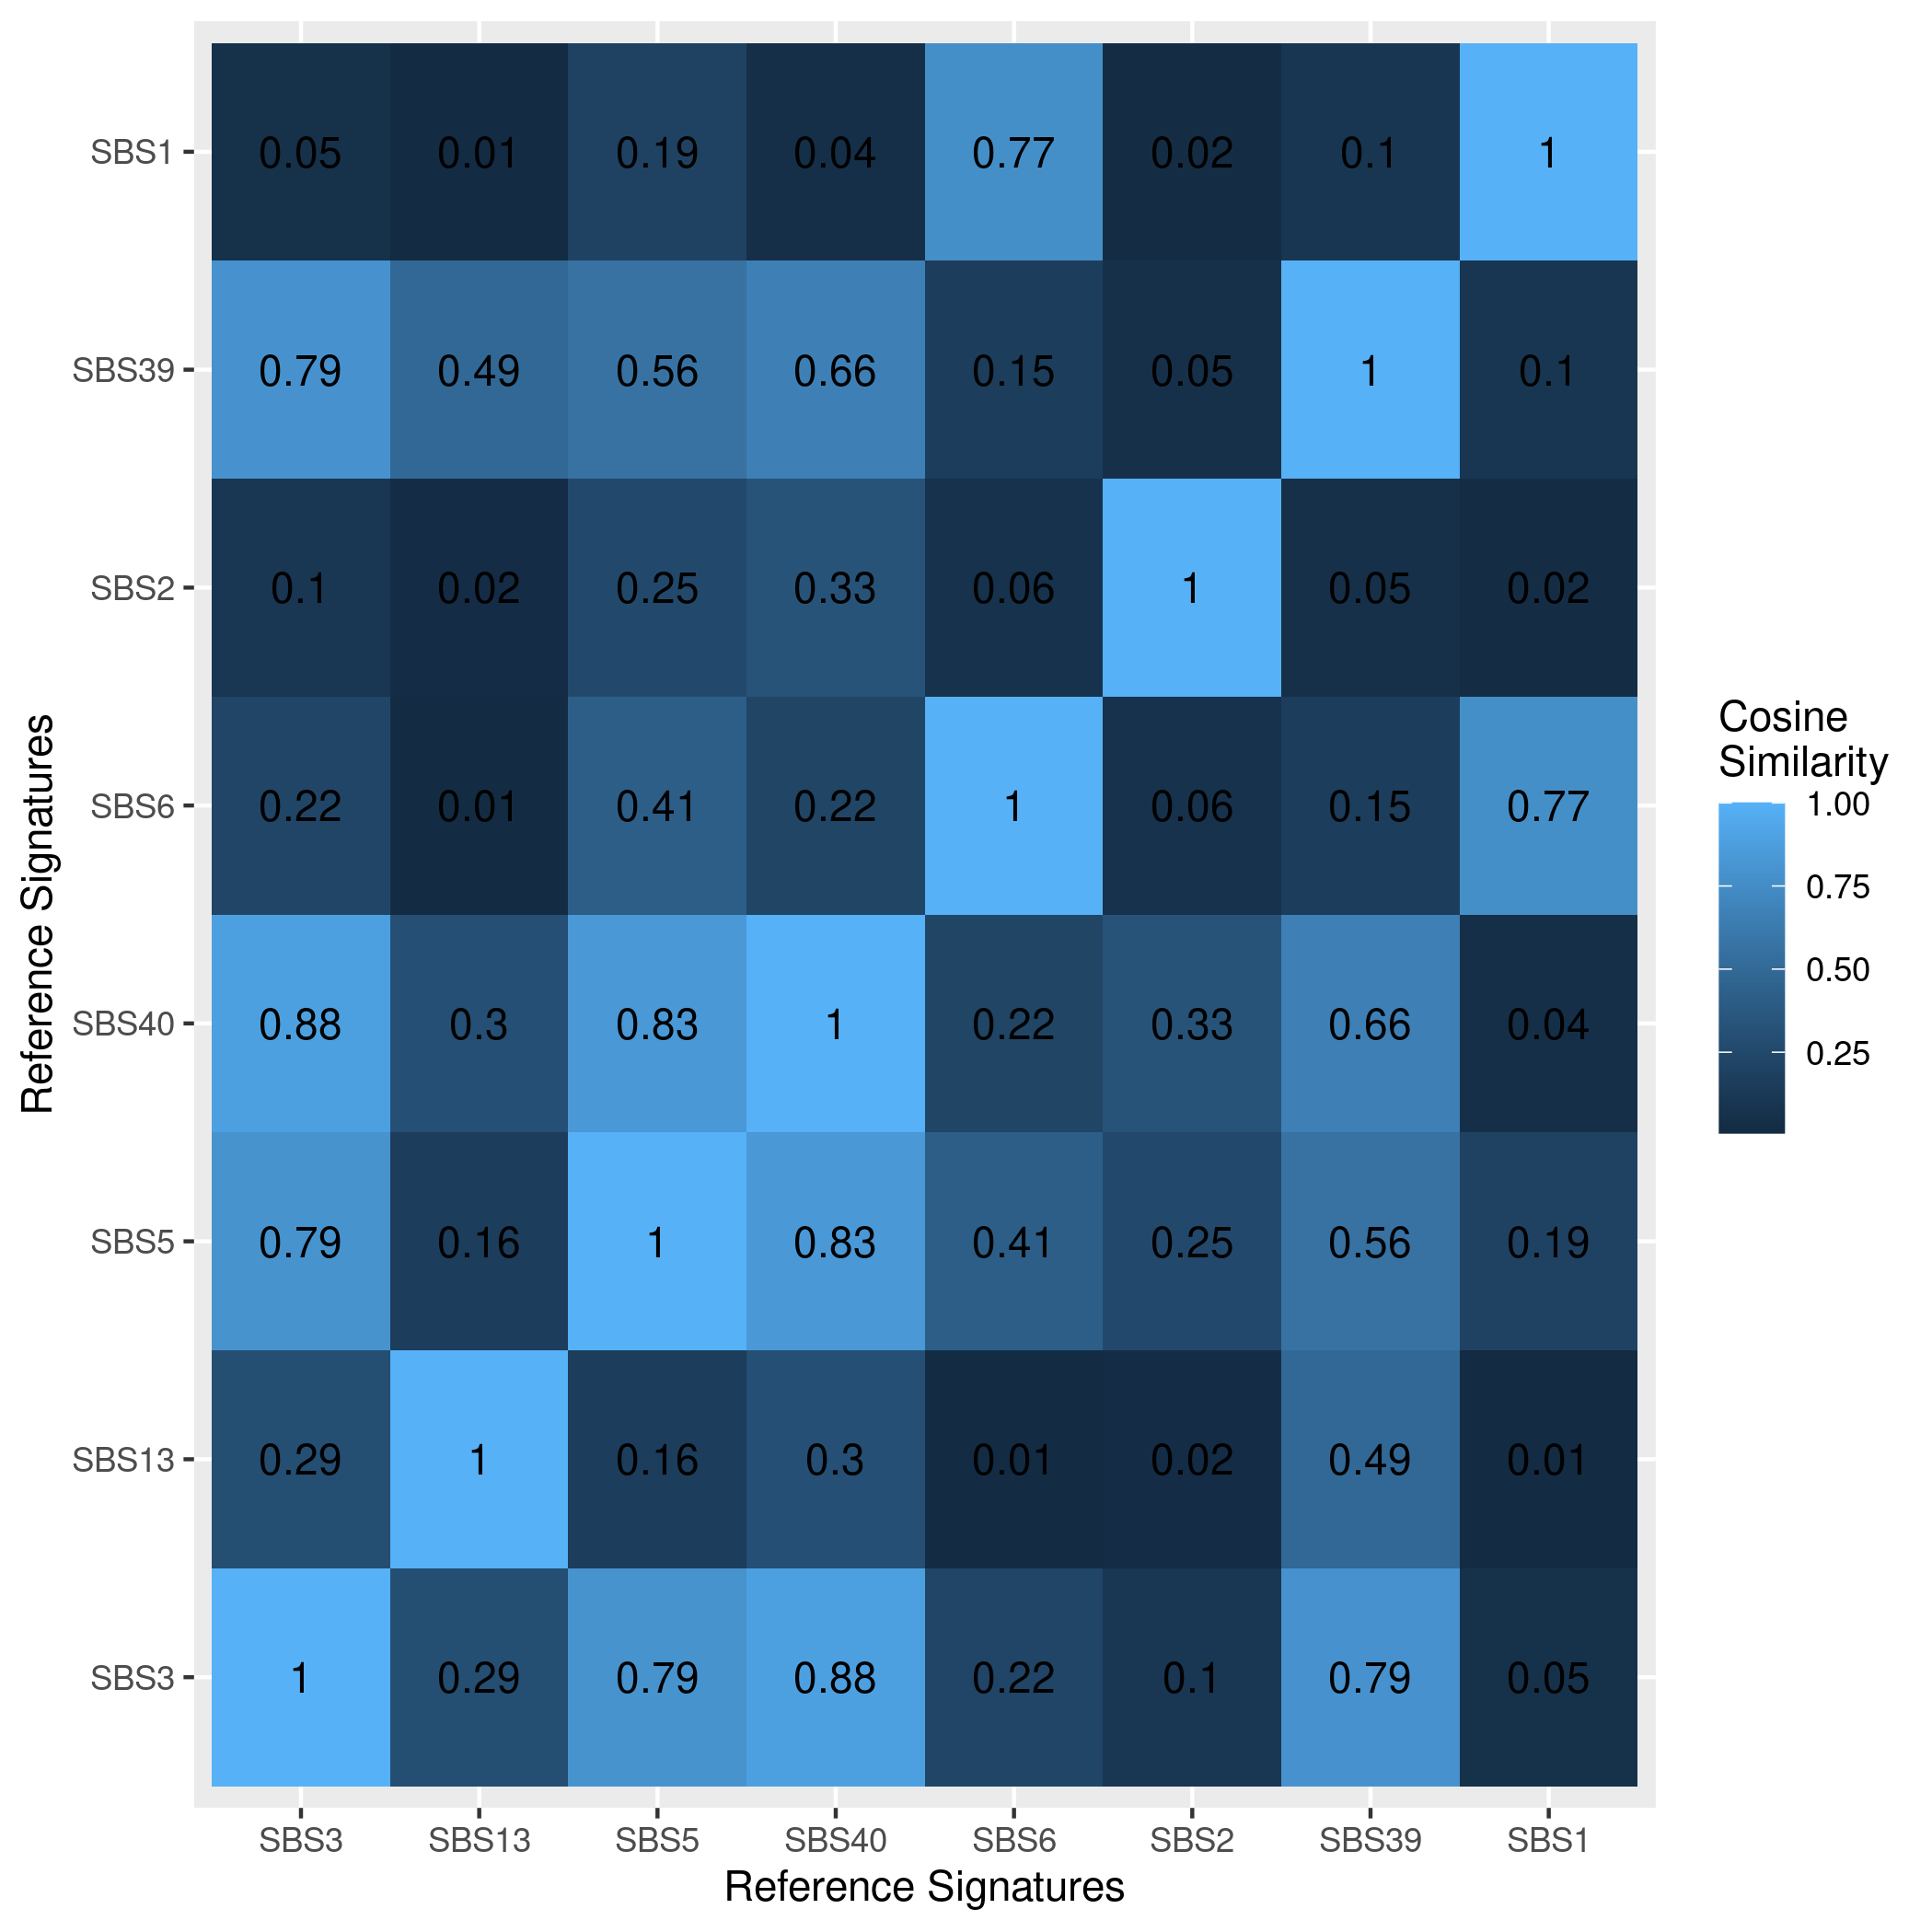 SBS1 0.05 0.01 0.19 0.04 0.77 0.02 0.1 1
SBS39 0.79 0.49 0.56 0.66 0.15 0.05 1 0.1
SBS2 0.1 0.02 0.25 0.33 0.06 1 0.05 0.02
SBS6 0.22 0.01 0.41 0.22 1 0.06 0.15 0.77
SBS40 0.88 0.3 0.83 1 0.22 0.33 0.66 0.04
SBS5 0.79 0.16 1 0.83 0.41 0.25 0.56 0.19
SBS13 0.29 1 0.16 0.3 0.01 0.02 0.49 0.01
SBS3 1 0.29 0.79 0.88 0.22 0.1 0.79 0.05
SBS3 SBS13 SBS5 SBS40 SBS6 SBS2 SBS39 SBS1
Reference Signatures
Reference Signatures
Cosine
Similarity
1.00
0.75
0.50
0.25